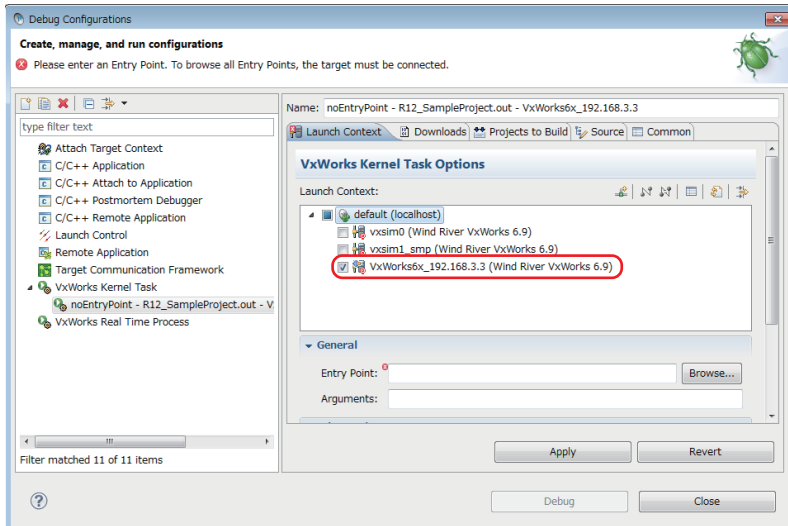 Debug Configurations
Create, manage, and run configurations
Please enter an Entry Point. To browse all Entry Points, the target must be connected.
type filter text
Attach Target Context
C/C++ Application
C/C++ Attach to Application
C/C++ Postmortem Debugger
C/C++ Remote Application
Launch Control
Remote Application
Target Communication Framework
VxWorks Kernel Task
noEntryPoint - R12_SampleProject.out - V
VxWorks Real Time Process
Filter matched 11 of 11 items
Name: noEntryPoint - R12_SampleProject.out - VxWorks6x_192.168.3.3
Launch Context Downloads Projects to Build Source Common
VxWorks Kernel Task Options
Launch Context:
default (localhost)
vxsim0 (Wind River VxWorks 6.9)
vxsim1_smp (Wind River VxWorks 6.9)
VxWorks6x_192.168.3.3 (Wind River VxWorks 6.9)
General
Entry Point: Browse...
Arguments:
Apply Revert
? Debug Close